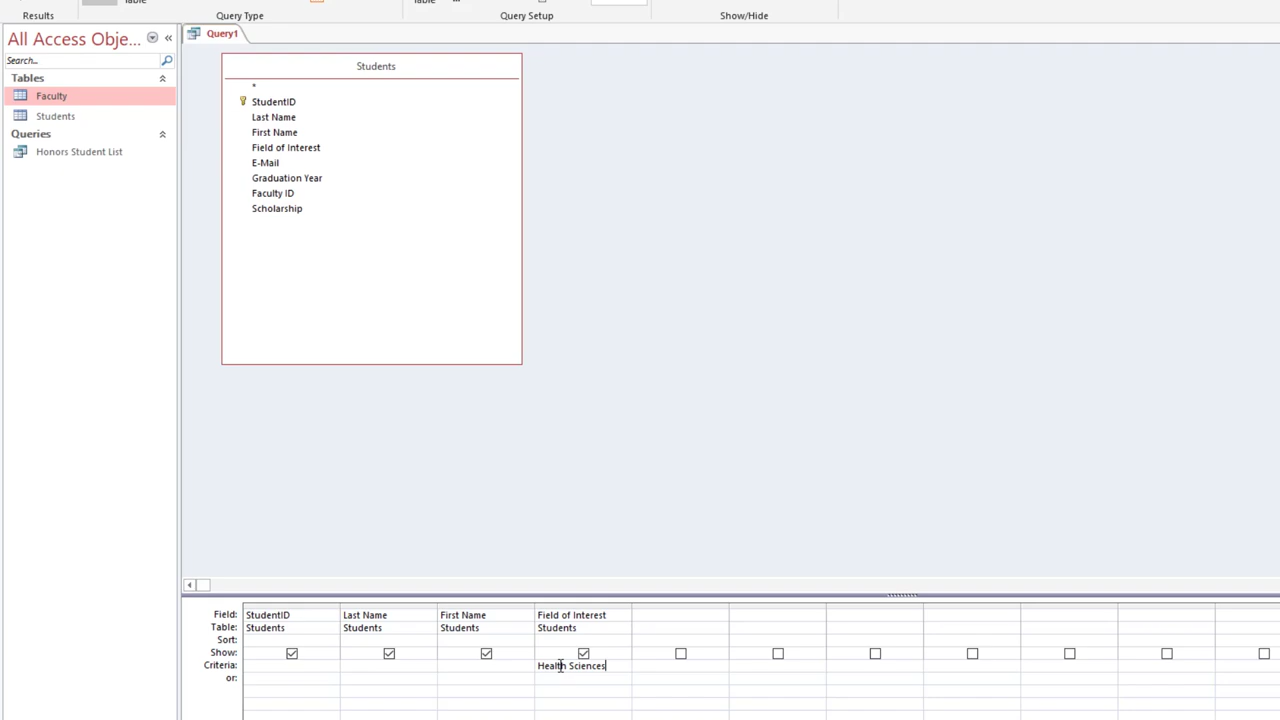 Table
Table
Results
Query Type
Query Setup
Show/Hide
All Access Obje...
Search...
Tables
Faculty
Students
Queries
Honors Student List
Query1
Students
*
StudentID
Last Name
First Name
Field of Interest
E-Mail
Graduation Year
Faculty ID
Scholarship
Field: StudentID Last Name First Name Field of Interest
Table: Students Students Students Students
Sort:
Show:
Criteria: Health Sciences
or: